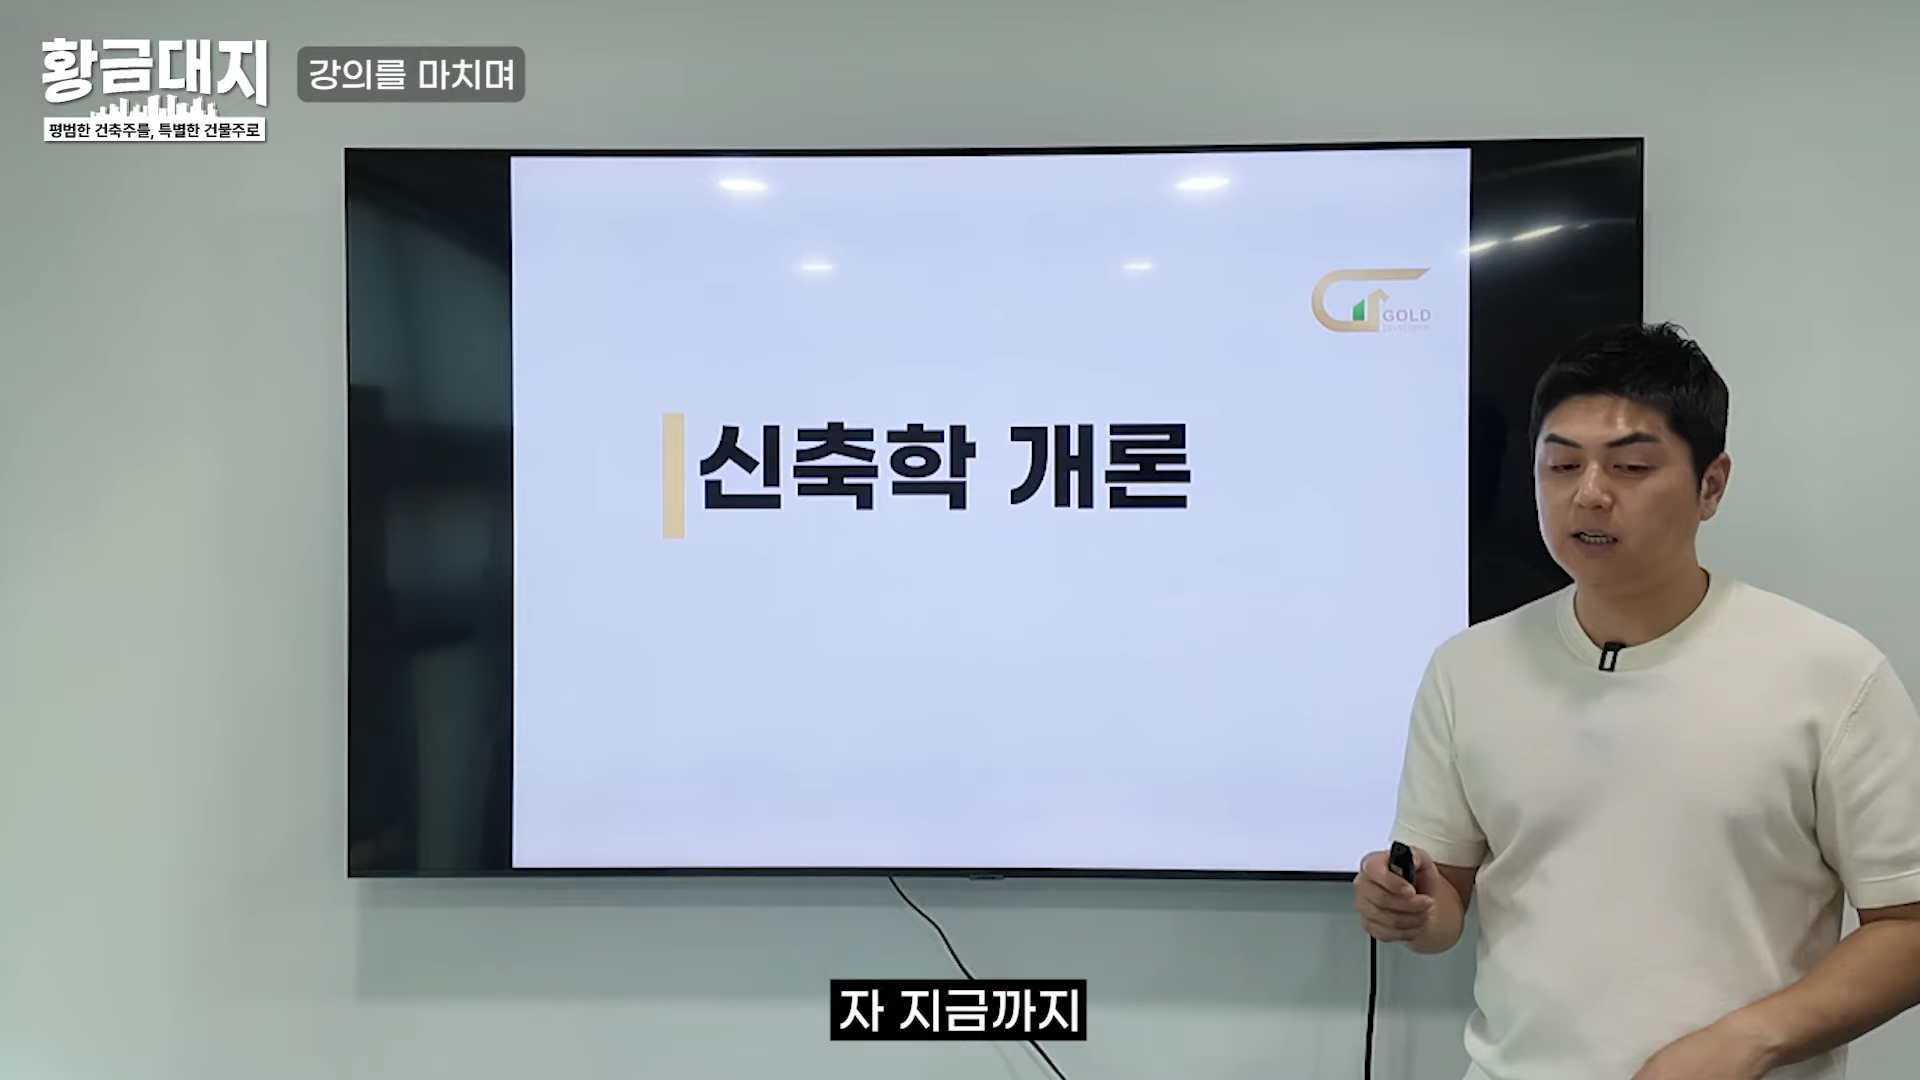 황금대지
평범한 건축주를, 특별한 건물주로
강의를 마치며
GOLD
신축학 개론
자 지금까지